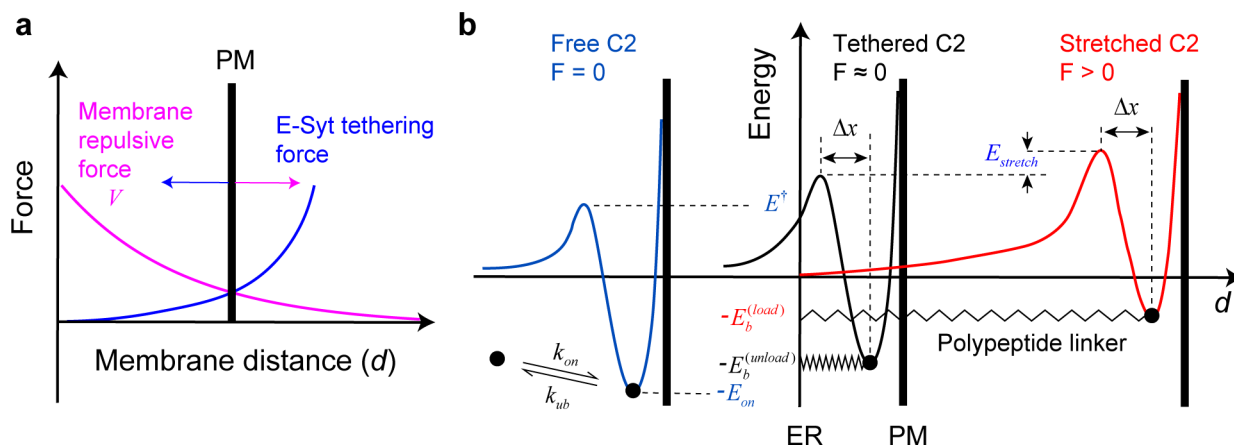 a
PM
Membrane
repulsive
force
V
E-Syt tethering
force
Force
Membrane distance (d)
b
Free C2
F = 0
Tethered C2
F ≈ 0
Stretched C2
F > 0
Energy
Δx
Δx
E_stretch
E†
d
-E_b^(load)
Polypeptide linker
-E_b^(unload)
-E_on
k_on
k_ub
ER
PM